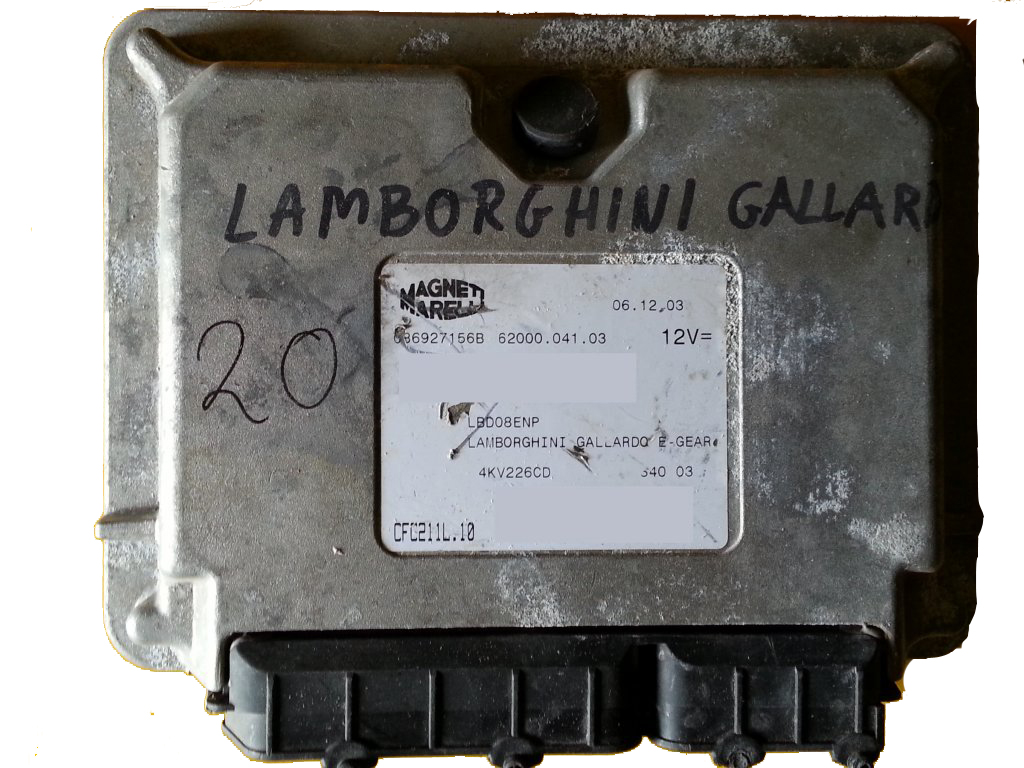 LAMBORGHINI GALLARD
20
MAGNETI MARELLI
06.12.03
086927156B 62000.041.03 12V=
LBD08ENP
LAMBORGHINI GALLARDO E-GEAR
4KV226CD 340 03
CFC211L.10